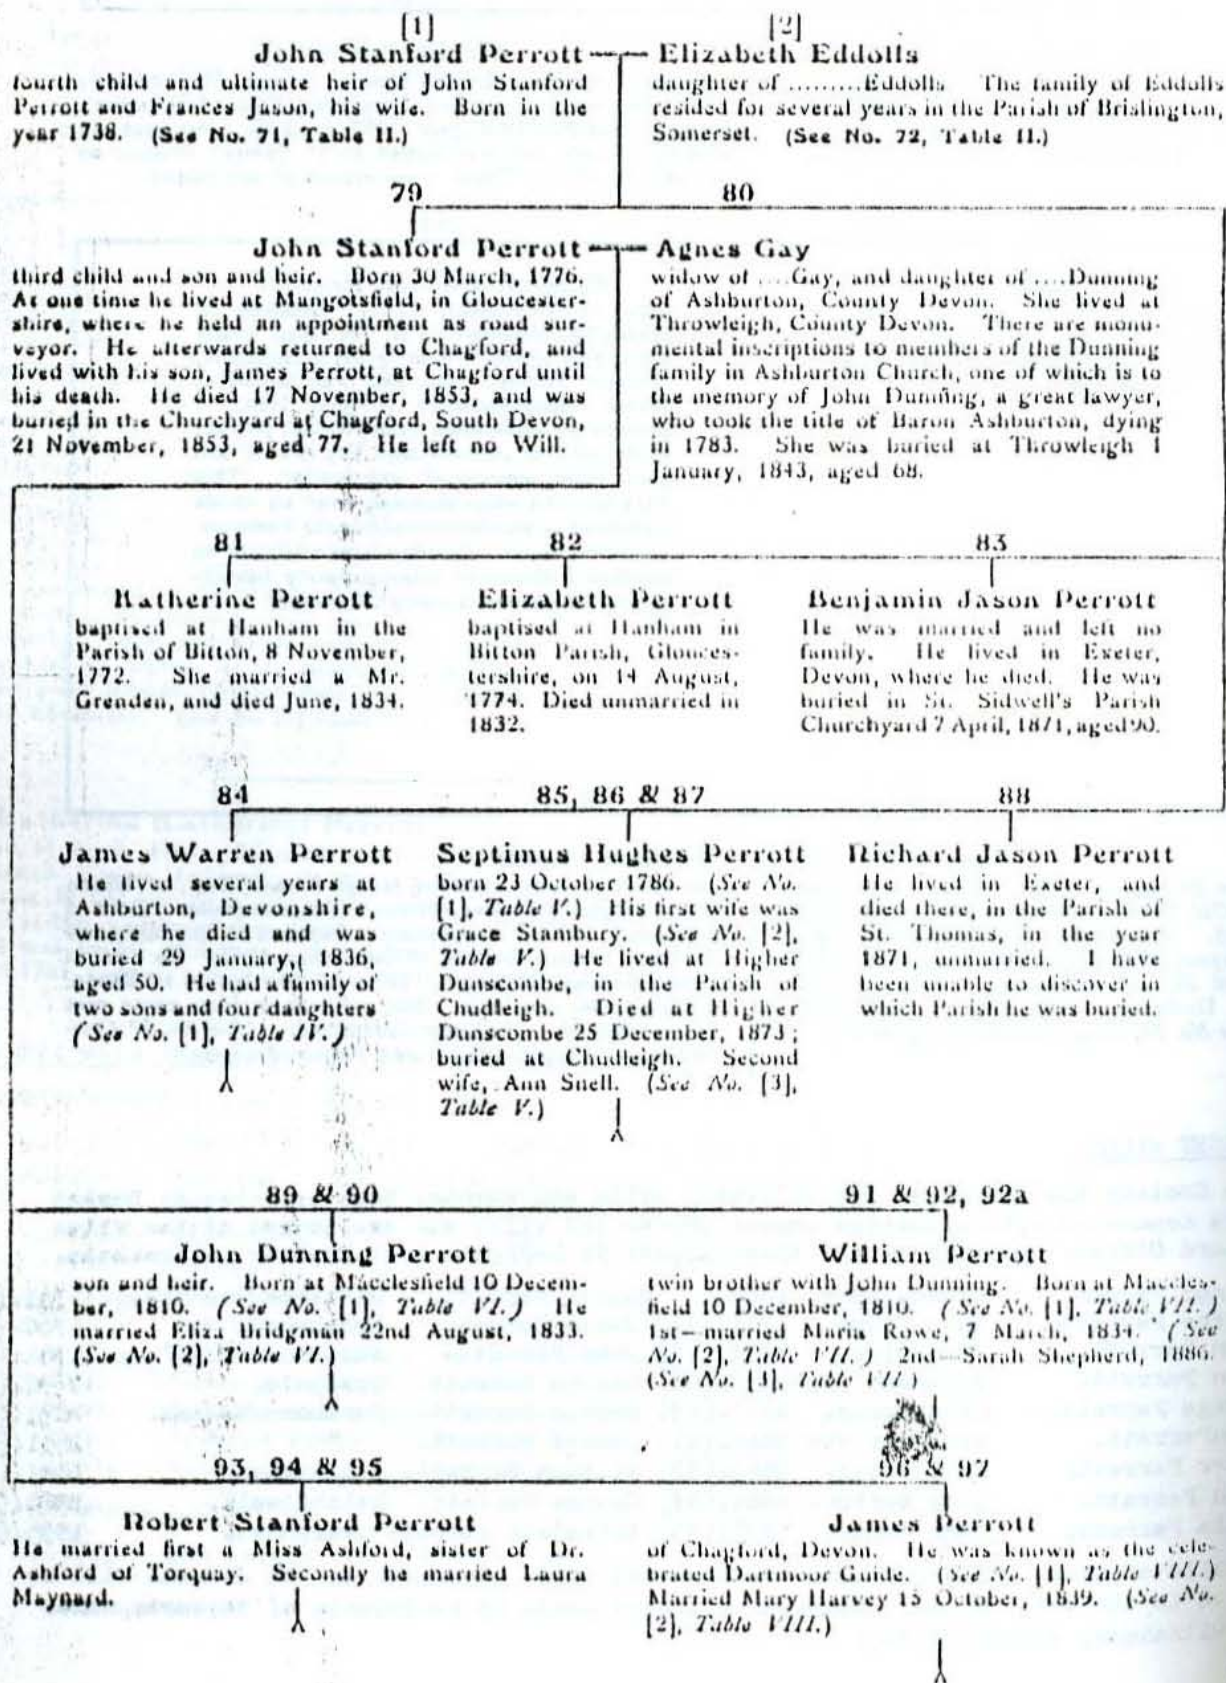 [1] [2]
John Stanford Perrott Elizabeth Eddolls
fourth child and ultimate heir of John Stanford
Perrott and Frances Jason, his wife. Born in the
year 1738. (See No. 71, Table II.)
daughter of .........Eddolls The family of Eddolls
resided for several years in the Parish of Brislington,
Somerset. (See No. 72, Table II.)
79 80
John Stanford Perrott Agnes Gay
third child and son and heir. Born 30 March, 1776.
At one time he lived at Mangotsfield, in Gloucester-
shire, where he held an appointment as road sur-
veyor. He afterwards returned to Chagford, and
lived with his son, James Perrott, at Chagford until
his death. He died 17 November, 1853, and was
buried in the Churchyard at Chagford, South Devon,
21 November, 1853, aged 77. He left no Will.
widow of ....Gay, and daughter of ....Dunning
of Ashburton, County Devon. She lived at
Throwleigh, County Devon. There are monu-
mental inscriptions to members of the Dunning
family in Ashburton Church, one of which is to
the memory of John Dunning, a great lawyer,
who took the title of Baron Ashburton, dying
in 1783. She was buried at Throwleigh 1
January, 1843, aged 68.
81 82 83
Katherine Perrott
baptised at Hanham in the
Parish of Bitton, 8 November,
1772. She married a Mr.
Grenden, and died June, 1834.
Elizabeth Perrott
baptised at Hanham in
Bitton Parish, Glouces-
tershire, on 14 August,
1774. Died unmarried in
1832.
Benjamin Jason Perrott
He was married and left no
family. He lived in Exeter,
Devon, where he died. He was
buried in St. Sidwell's Parish
Churchyard 7 April, 1871, aged 90.
84 85, 86 & 87 88
James Warren Perrott
He lived several years at
Ashburton, Devonshire,
where he died and was
buried 29 January, 1836,
aged 50. He had a family of
two sons and four daughters
(See No. [1], Table IV.)
Septimus Hughes Perrott
born 23 October 1786. (See No.
[1], Table V.) His first wife was
Grace Stambury. (See No. [2],
Table V.) He lived at Higher
Dunscombe, in the Parish of
Chudleigh. Died at Higher
Dunscombe 25 December, 1873;
buried at Chudleigh. Second
wife, Ann Snell. (See No. [3],
Table V.)
Richard Jason Perrott
He lived in Exeter, and
died there, in the Parish of
St. Thomas, in the year
1871, unmarried. I have
been unable to discover in
which Parish he was buried.
89 & 90 91 & 92, 92a
John Dunning Perrott
son and heir. Born at Macclesfield 10 Decem-
ber, 1810. (See No. [1], Table VI.) He
married Eliza Bridgman 22nd August, 1833.
(See No. [2], Table VI.)
William Perrott
twin brother with John Dunning. Born at Maccles-
field 10 December, 1810. (See No. [1], Table VII.)
1st—married Maria Rowe, 7 March, 1834. (See
No. [2], Table VII.) 2nd—Sarah Shepherd, 1886.
(See No. [3], Table VII.)
93, 94 & 95 96 & 97
Robert Stanford Perrott
He married first a Miss Ashford, sister of Dr.
Ashford of Torquay. Secondly he married Laura
Maynard.
James Perrott
of Chagford, Devon. He was known as the cele-
brated Dartmoor Guide. (See No. [1], Table VIII.)
Married Mary Harvey 15 October, 1839. (See No.
[2], Table VIII.)